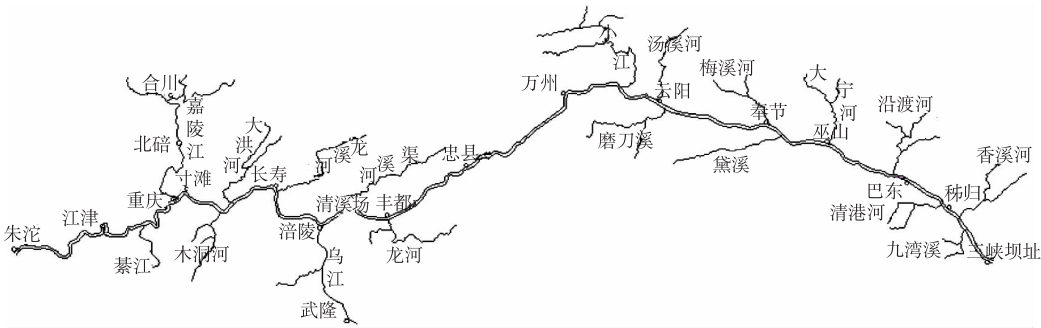 朱沱
江津
綦江
重庆
寸滩
北碚
合川
嘉陵江
木洞河
大洪河
长寿
龙溪河
涪陵
乌江
武隆
清溪场
渠溪河
丰都
龙河
忠县
万州
小江
汤溪河
云阳
磨刀溪
梅溪河
奉节
黛溪
大宁河
巫山
沿渡河
巴东
清港河
香溪河
秭归
九湾溪
三峡坝址